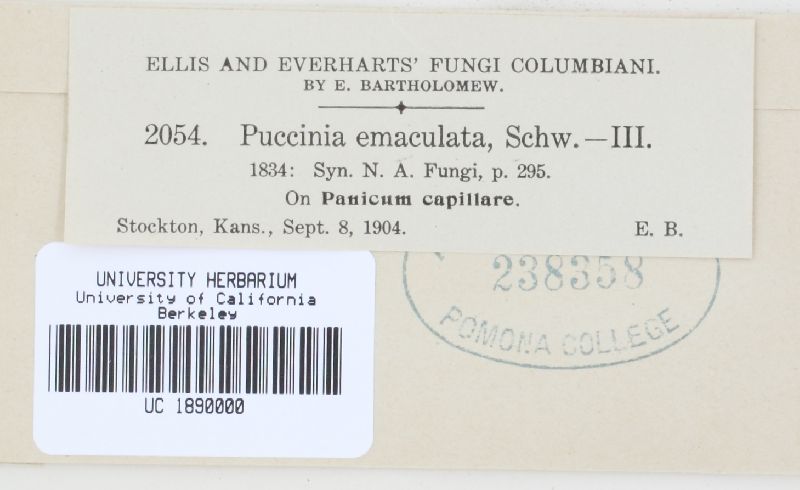 ELLIS AND EVERHARTS' FUNGI COLUMBIANI.
BY E. BARTHOLOMEW.
2054. Puccinia emaculata, Schw.—III.
1834: Syn. N. A. Fungi, p. 295.
On Panicum capillare.
Stockton, Kans., Sept. 8, 1904. E. B.
238358
POMONA COLLEGE
UNIVERSITY HERBARIUM
University of California
Berkeley
UC 1890000